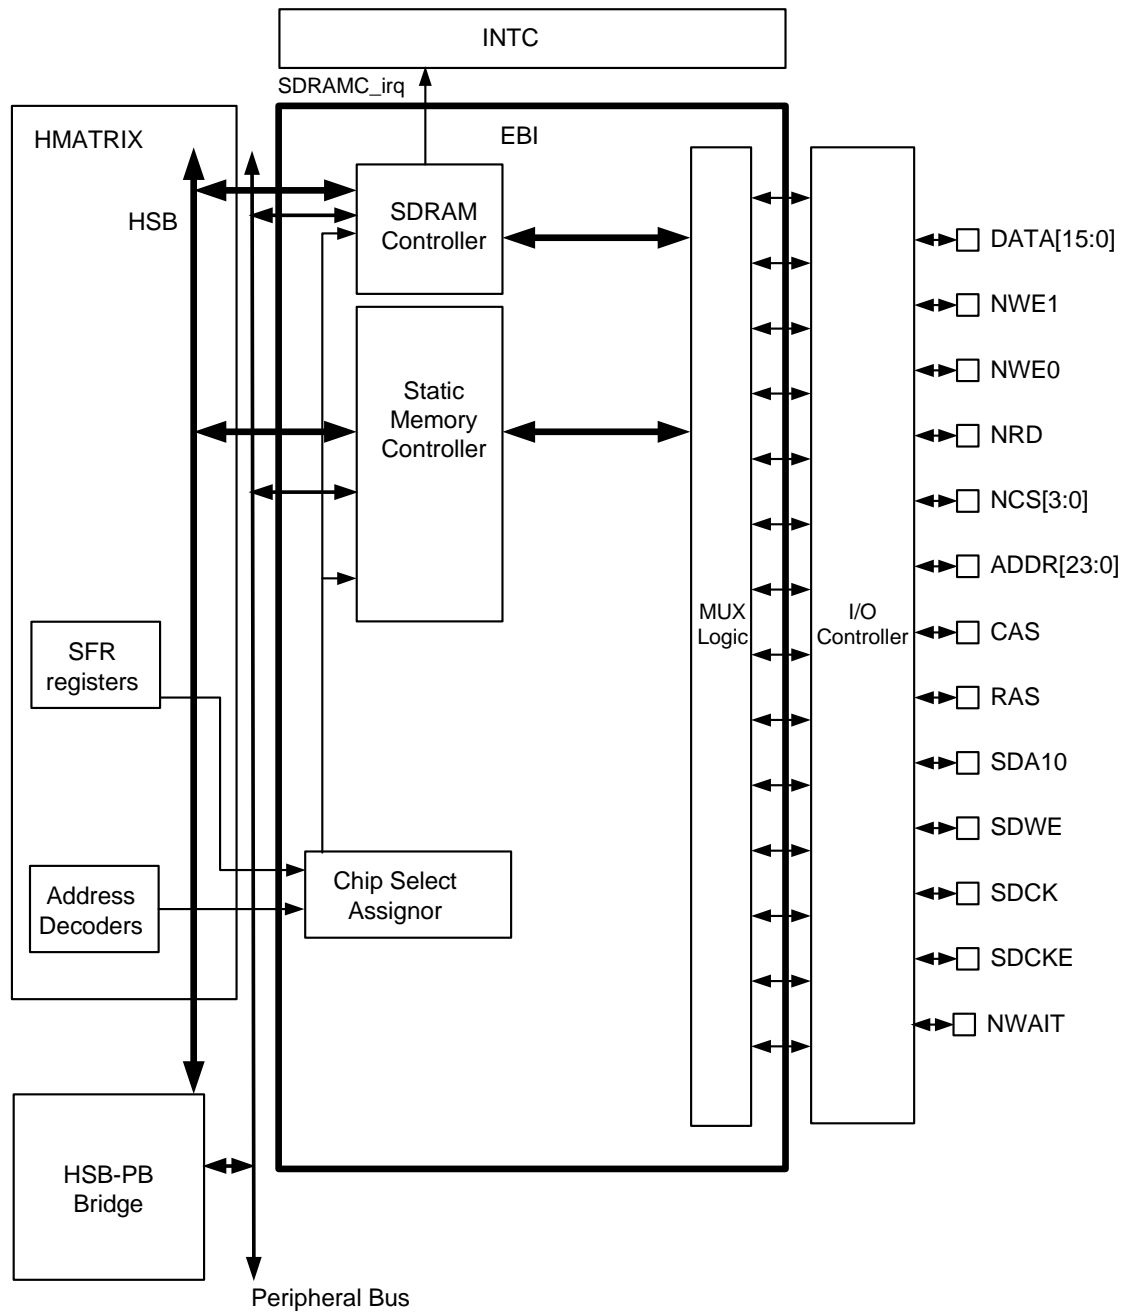 INTC
SDRAMC_irq
HMATRIX
EBI
HSB
SDRAM
Controller
DATA[15:0]
NWE1
NWE0
Static
Memory
Controller
NRD
NCS[3:0]
ADDR[23:0]
MUX
Logic
I/O
Controller
CAS
SFR
registers
RAS
SDA10
SDWE
Chip Select
Assignor
Address
Decoders
SDCK
SDCKE
NWAIT
HSB-PB
Bridge
Peripheral Bus